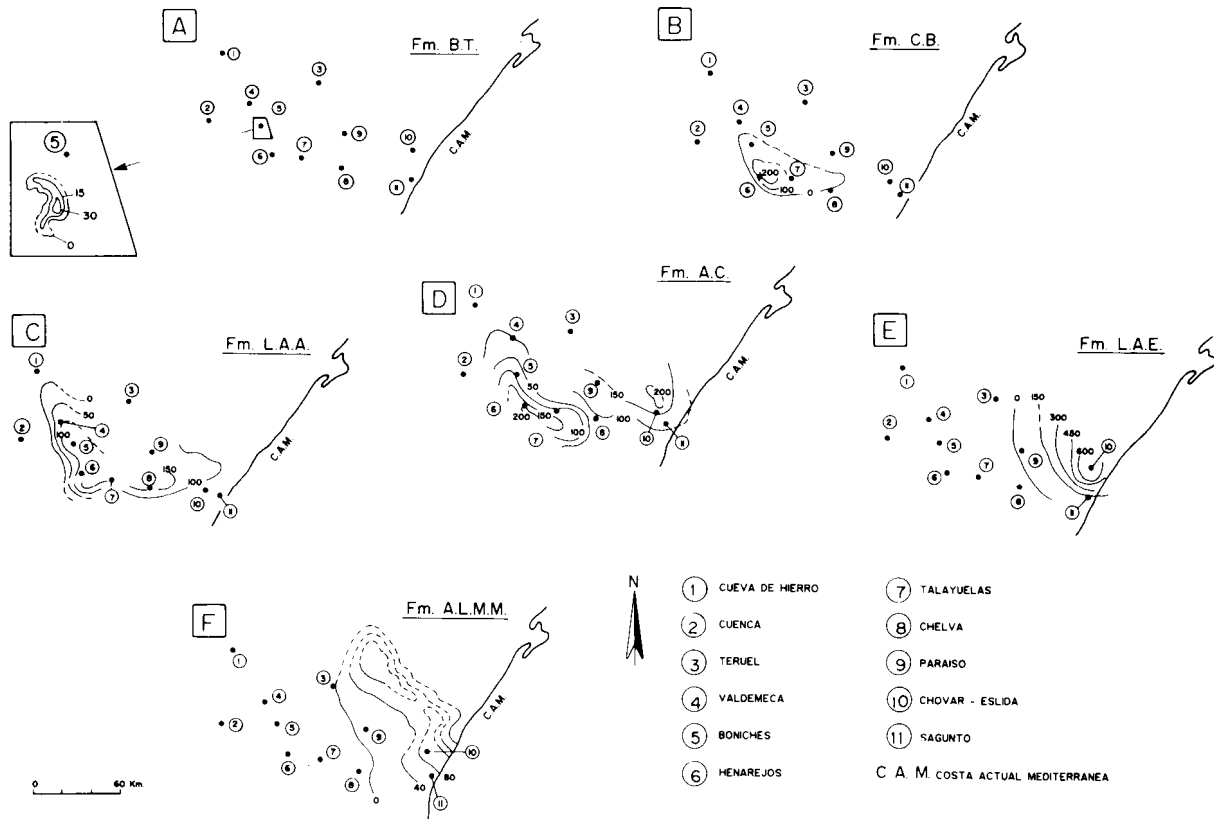 A
Fm. B.T.
1
3
4
2
5
9
10
6
7
8
11
C.A.M.
5
15
30
0
B
Fm. C.B.
1
3
4
2
5
9
10
200
7
6
100
0
8
11
C.A.M.
C
Fm. L.A.A.
1
0
3
50
2
4
100
5
9
6
150
8
100
7
10
11
C.A.M.
D
Fm. A.C.
1
3
4
2
5
50
9
150
200
6
200
150
100
8
100
7
10
11
C.A.M.
E
Fm. L.A.E.
1
3
0
150
300
4
2
450
5
600
10
9
6
7
8
11
C.A.M.
F
Fm. A.L.M.M.
1
3
4
2
5
9
10
6
7
8
0
40
80
11
C.A.M.
0
60 Km.
N
1 CUEVA DE HIERRO
2 CUENCA
3 TERUEL
4 VALDEMECA
5 BONICHES
6 HENAREJOS
7 TALAYUELAS
8 CHELVA
9 PARAISO
10 CHOVAR - ESLIDA
11 SAGUNTO
C A. M. COSTA ACTUAL MEDITERRANEA